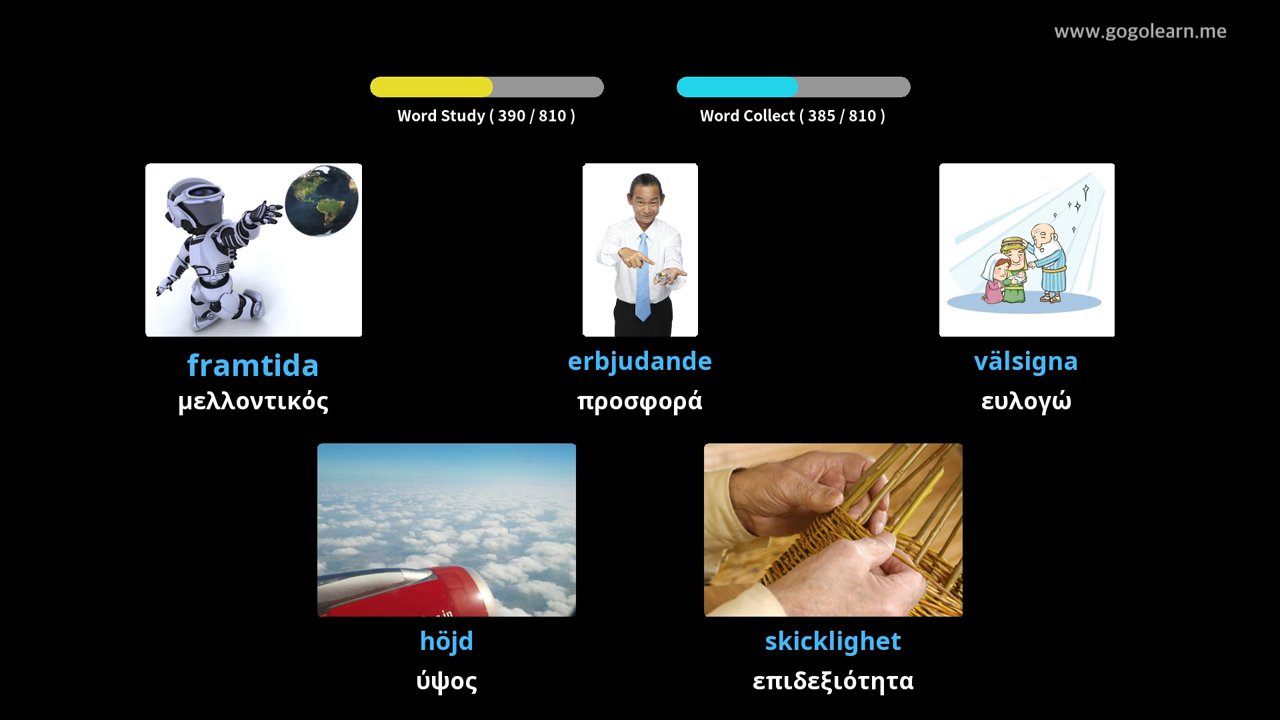 www.gogolearn.me
Word Study ( 390 / 810 )
Word Collect ( 385 / 810 )
framtida
μελλοντικός
erbjudande
προσφορά
välsigna
ευλογώ
höjd
ύψος
skicklighet
επιδεξιότητα